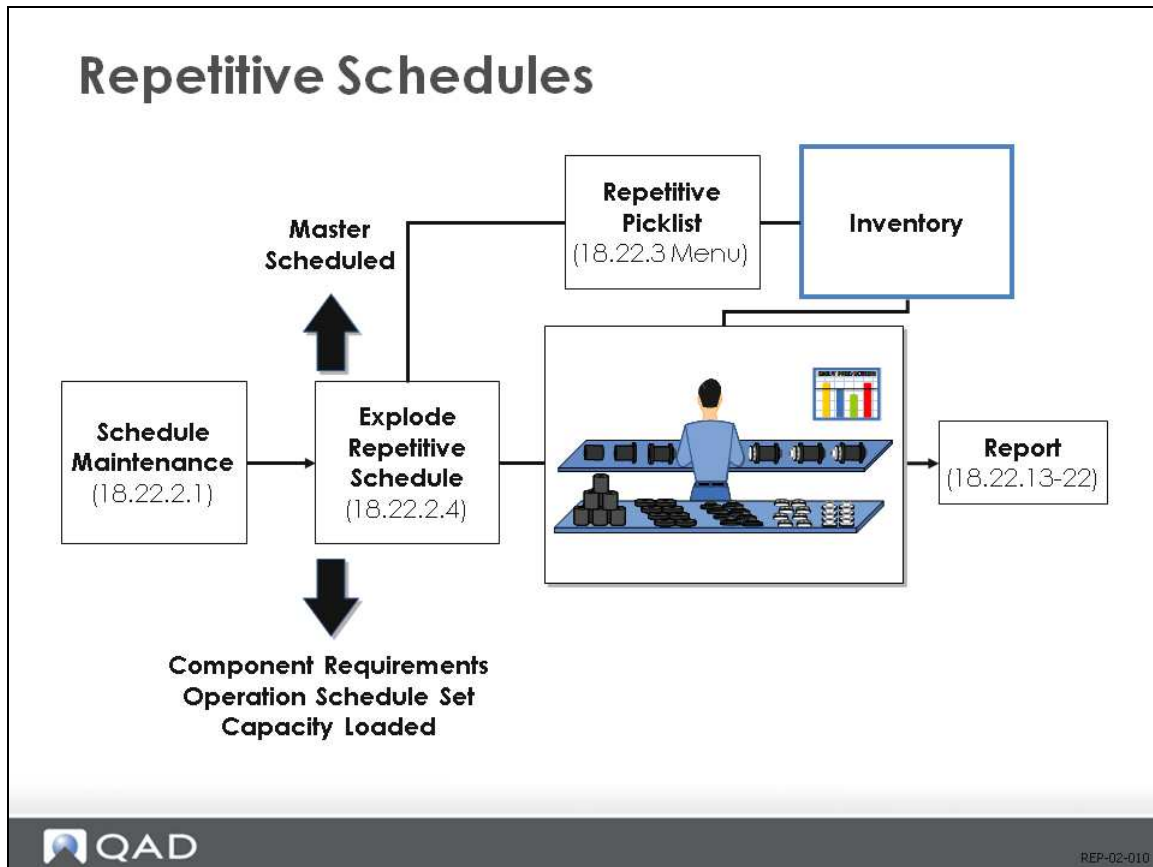 Repetitive Schedules
Repetitive
Picklist
(18.22.3 Menu)
Inventory
Master
Scheduled
Schedule
Maintenance
(18.22.2.1)
Explode
Repetitive
Schedule
(18.22.2.4)
Report
(18.22.13-22)
Component Requirements
Operation Schedule Set
Capacity Loaded
QAD
REP-02-010